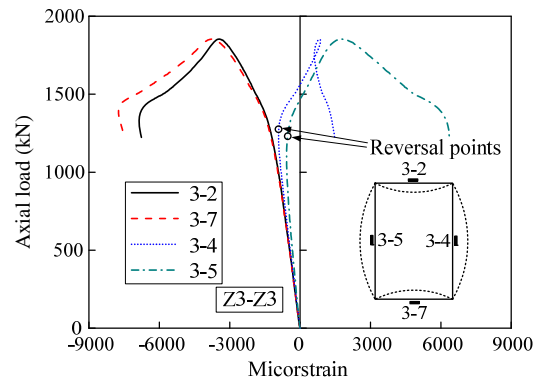 2000
1500
1000
500
0
Axial load (kN)
-9000 -6000 -3000 0 3000 6000 9000
Micorstrain
Reversal points
3-2
3-7
3-4
3-5
Z3-Z3
3-2
3-5 3-4
3-7